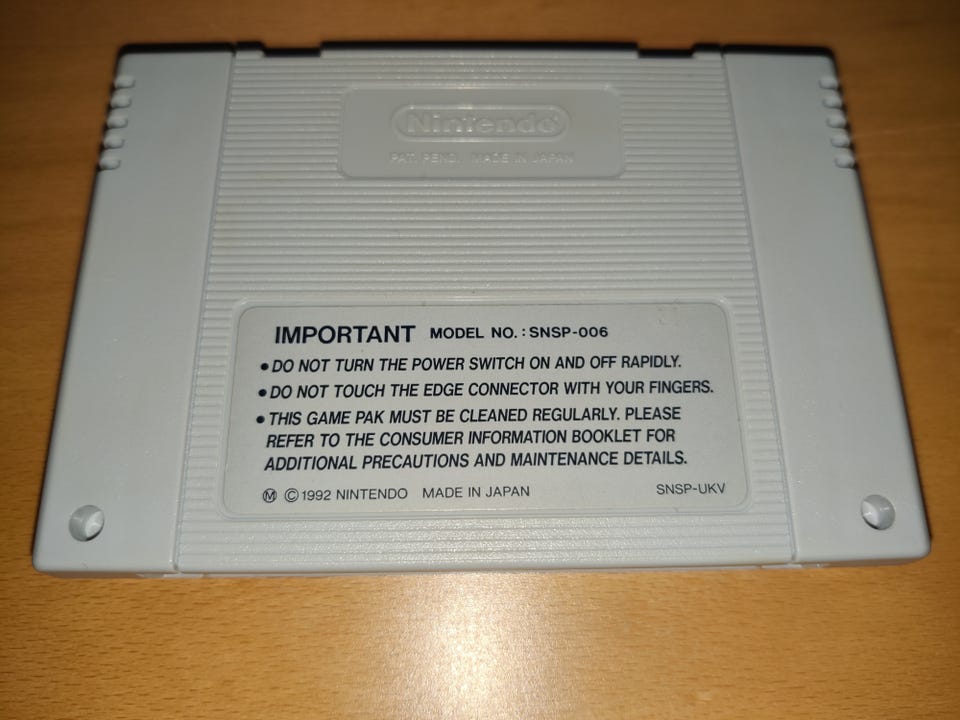 Nintendo
PAT. PEND. MADE IN JAPAN
IMPORTANT MODEL NO.: SNSP-006
•DO NOT TURN THE POWER SWITCH ON AND OFF RAPIDLY.
•DO NOT TOUCH THE EDGE CONNECTOR WITH YOUR FINGERS.
•THIS GAME PAK MUST BE CLEANED REGULARLY. PLEASE
REFER TO THE CONSUMER INFORMATION BOOKLET FOR
ADDITIONAL PRECAUTIONS AND MAINTENANCE DETAILS.
Ⓜ ©1992 NINTENDO MADE IN JAPAN SNSP-UKV